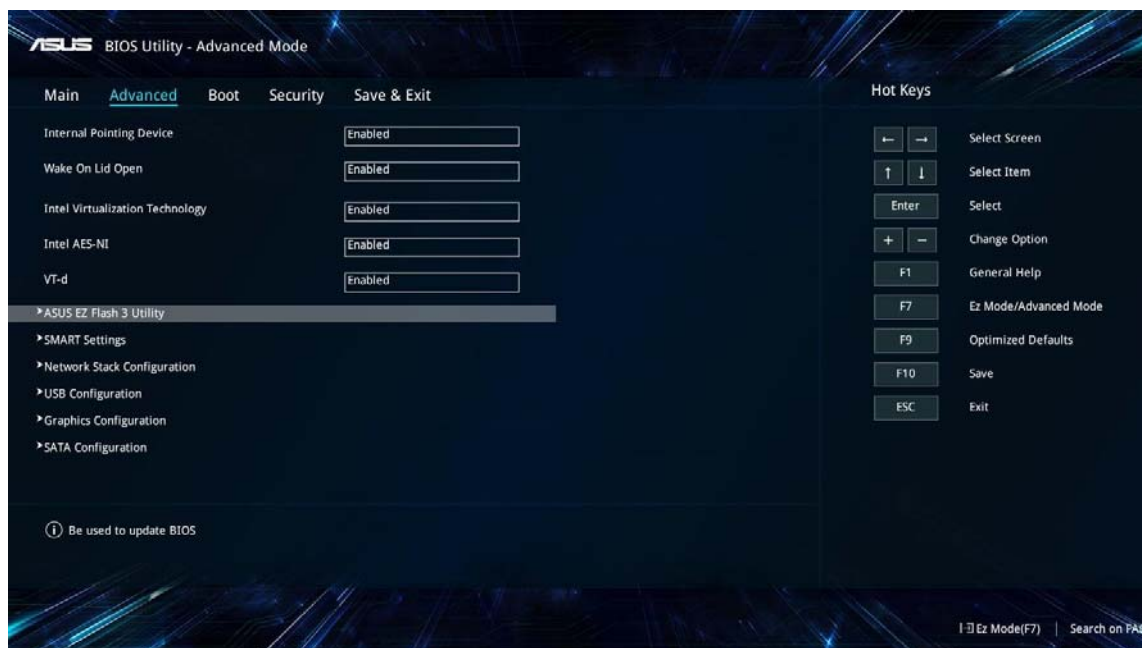 ASUS BIOS Utility - Advanced Mode
Main Advanced Boot Security Save & Exit
Internal Pointing Device Enabled
Wake On Lid Open Enabled
Intel Virtualization Technology Enabled
Intel AES-NI Enabled
VT-d Enabled
ASUS EZ Flash 3 Utility
SMART Settings
Network Stack Configuration
USB Configuration
Graphics Configuration
SATA Configuration
Be used to update BIOS
Hot Keys
← → Select Screen
↑ ↓ Select Item
Enter Select
+ - Change Option
F1 General Help
F7 Ez Mode/Advanced Mode
F9 Optimized Defaults
F10 Save
ESC Exit
Ez Mode(F7) | Search on